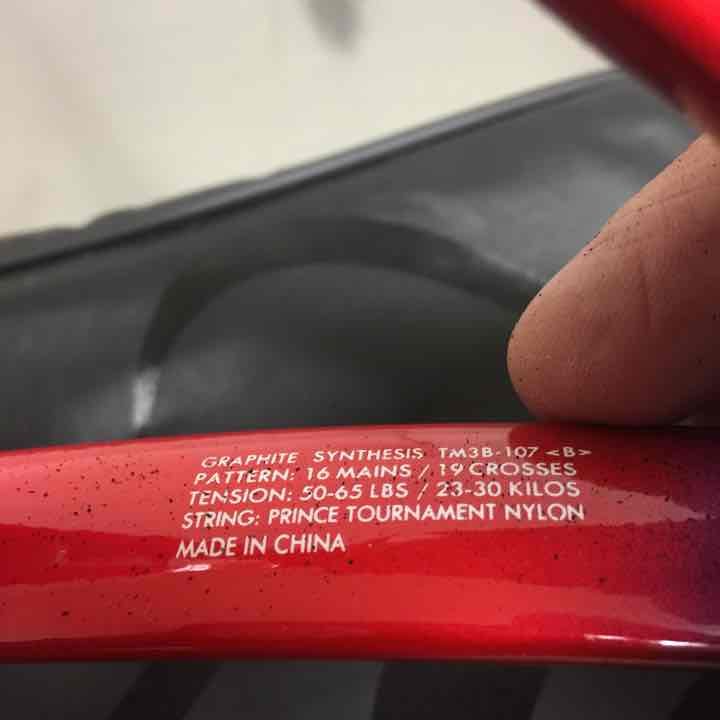 GRAPHITE SYNTHESIS TM3B-107 <B>
PATTERN: 16 MAINS / 19 CROSSES
TENSION: 50-65 LBS / 23-30 KILOS
STRING: PRINCE TOURNAMENT NYLON
MADE IN CHINA